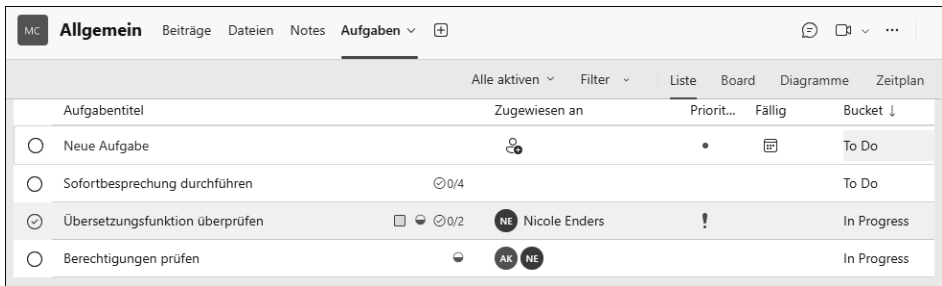 MC Allgemein Beiträge Dateien Notes Aufgaben
Alle aktiven Filter Liste Board Diagramme Zeitplan
Aufgabentitel Zugewiesen an Priorit... Fällig Bucket ↓
Neue Aufgabe To Do
Sofortbesprechung durchführen 0/4 To Do
Übersetzungsfunktion überprüfen 0/2 NE Nicole Enders ! In Progress
Berechtigungen prüfen AK NE In Progress